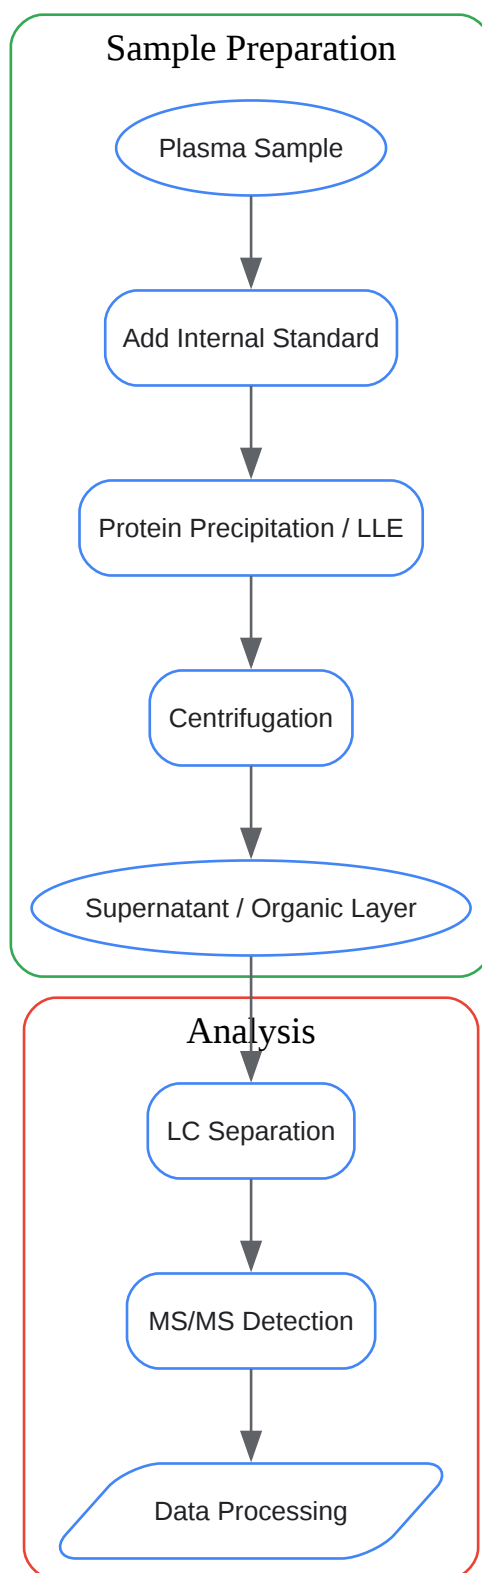 Sample Preparation
Plasma Sample
Add Internal Standard
Protein Precipitation / LLE
Centrifugation
Supernatant / Organic Layer
Analysis
LC Separation
MS/MS Detection
Data Processing